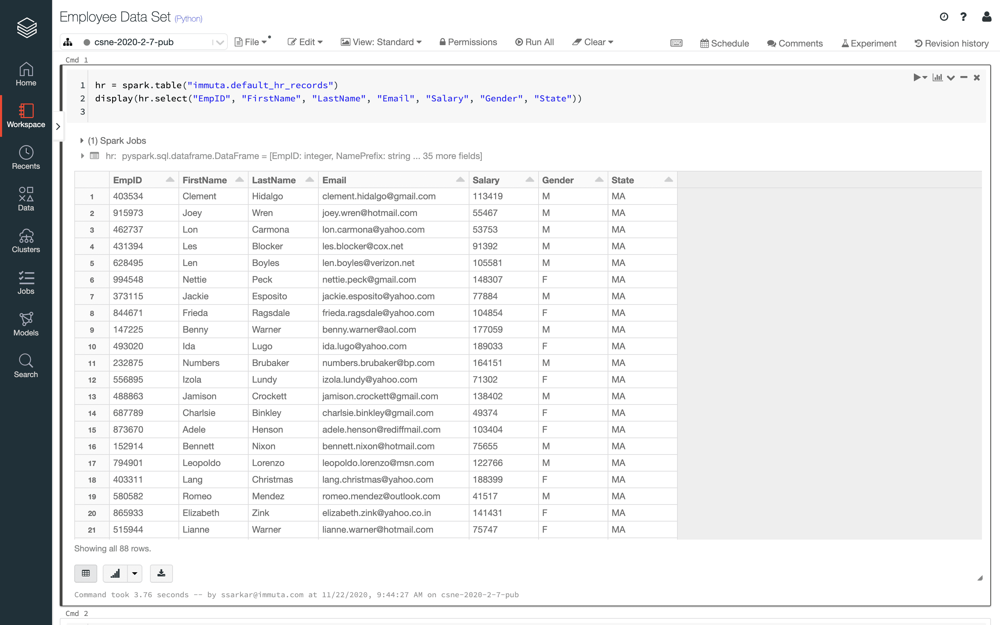 Employee Data Set (Python)
csne-2020-2-7-pub File Edit View: Standard Permissions Run All Clear Schedule Comments Experiment Revision history
Home
Workspace
Recents
Data
Clusters
Jobs
Models
Search
Cmd 1
1 hr = spark.table("immuta.default_hr_records")
2 display(hr.select("EmpID", "FirstName", "LastName", "Email", "Salary", "Gender", "State"))
3
(1) Spark Jobs
hr: pyspark.sql.dataframe.DataFrame = [EmpID: integer, NamePrefix: string ... 35 more fields]
EmpID FirstName LastName Email Salary Gender State
1 403534 Clement Hidalgo clement.hidalgo@gmail.com 113419 M MA
2 915973 Joey Wren joey.wren@hotmail.com 55467 M MA
3 462737 Lon Carmona lon.carmona@yahoo.com 53753 M MA
4 431394 Les Blocker les.blocker@cox.net 91392 M MA
5 628495 Len Boyles len.boyles@verizon.net 105581 M MA
6 994548 Nettie Peck nettie.peck@gmail.com 148307 F MA
7 373115 Jackie Esposito jackie.esposito@yahoo.com 77884 M MA
8 844671 Frieda Ragsdale frieda.ragsdale@yahoo.com 104854 F MA
9 147225 Benny Warner benny.warner@aol.com 177059 M MA
10 493020 Ida Lugo ida.lugo@yahoo.com 189033 F MA
11 232875 Numbers Brubaker numbers.brubaker@bp.com 164151 M MA
12 556895 Izola Lundy izola.lundy@yahoo.com 71302 F MA
13 488863 Jamison Crockett jamison.crockett@gmail.com 138402 M MA
14 687789 Charlsie Binkley charlsie.binkley@gmail.com 49374 F MA
15 873670 Adele Henson adele.henson@rediffmail.com 103404 F MA
16 152914 Bennett Nixon bennett.nixon@hotmail.com 75655 M MA
17 794901 Leopoldo Lorenzo leopoldo.lorenzo@msn.com 122766 M MA
18 403311 Lang Christmas lang.christmas@yahoo.com 188399 F MA
19 580582 Romeo Mendez romeo.mendez@outlook.com 41517 M MA
20 865933 Elizabeth Zink elizabeth.zink@yahoo.co.in 141431 F MA
21 515944 Lianne Warner lianne.warner@hotmail.com 75747 F MA
Showing all 88 rows.
Command took 3.76 seconds -- by ssarkar@immuta.com at 11/22/2020, 9:44:27 AM on csne-2020-2-7-pub
Cmd 2